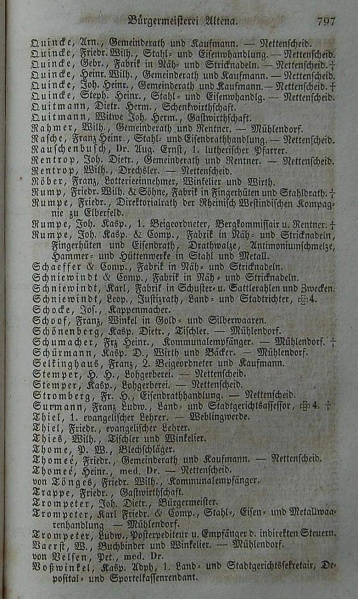 Bürgermeisterei Altena. 797
Quincke, Arn., Gemeinderath und Kaufmann. — Nettenscheid.
Quincke, Friedr. Wilh., Stahl- und Eisenhandlung. — Nettenscheid.
Quincke, Gebr., Fabrik in Näh- und Stricknadeln. — Nettenscheid. †
Quincke, Heinr. Wilh., Gemeinderath und Kaufmann. — Nettenscheid.
Quincke, Joh. Heinr., Gemeinderath und Kaufmann. — Nettenscheid. †
Quincke, Steph. Heinr., Stahl- und Eisenhandlg. — Nettenscheid.
Quitmann, Dietr. Herm., Schenkwirthschaft.
Quitmann, Witwe Joh. Herm., Gastwirthschaft.
Rahmer, Wilh., Gemeinderath und Rentner. — Mühlendorf.
Rasche, Franz Heinr., Stahl- und Eisendrathhandlung. — Nettenscheid.
Rauschenbusch, Dr. Aug. Ernst, 1. lutherischer Pfarrer.
Rentrop, Joh. Dietr., Gemeinderath und Rentner. — Nettenscheid.
Rentrop, Wilh., Drechsler. — Nettenscheid.
Röber, Franz, Lotterieeinnehmer, Winkelier und Wirth.
Rump, Friedr. Wilh. & Söhne, Fabrik in Fingerhüten und Stahldrath. †
Rumpe, Friedr., Direktorialrath der Rheinisch Westindischen Kompagnie
zu Elberfeld.
Rumpe, Joh. Kasp., 1. Beigeordneter, Bergkommissair u. Rentner. †
Rumpe, Joh. Kasp. & Comp., Fabrik in Näh- und Stricknadeln,
Fingerhüten und Eisendrath, Drathwalze, Antimoniumschmelze,
Hammer- und Hüttenwerke in Stahl und Metall.
Schaeffer & Comp., Fabrik in Näh- und Stricknadeln.
Schniewindt & Comp., Fabrik in Näh- und Stricknadeln.
Schniewindt, Karl, Fabrik in Schuster- u. Sattlerahlen und Zwecken.
Schniewindt, Leop., Justizrath, Land- und Stadtrichter, 4.
Schocke, Jos., Kappenmacher.
Schoof, Franz, Winkel in Gold- und Silberwaaren.
Schönenberg, Kasp. Dietr., Tischler. — Mühlendorf.
Schumacher, Frz Heinr., Kommunalempfänger. — Mühlendorf. †
Schürmann, Kasp. D., Wirth und Bäcker. — Mühlendorf.
Selkinghaus, Franz, 2. Beigeordneter und Kaufmann.
Stemper, H. H., Lohgerberei. — Nettenscheid.
Stemper, Kasp., Lohgerberei. — Nettenscheid.
Stromberg, Fr. H., Eisendrathhandlung. — Nettenscheid.
Surmann, Franz Ludw., Land- und Stadtgerichtsassessor, 4. †
Thiel, 1. evangelischer Lehrer. —
Thiel, Friedr., evangelischer Lehrer.
Thies, Wilh., Tischler und Winkelier.
Thome, P. W., Blechschläger.
Thomeé, Friedr., Gemeinderath und Kaufmann. — Nettenscheid.
Thomeé, Heinr., med. Dr. — Nettenscheid.
von Tönges, Friedr. Wilh., Kommunalempfänger.
Trappe, Friedr., Gastwirthschaft.
Trompeter, Joh. Dietr., Bürgermeister.
Trompeter, Karl Friedr. & Comp., Stahl-, Eisen- und Metallwaarenhandlung
— Mühlendorf.
Trompeter, Ludw., Postexpediteur u. Empfänger d. indirekten Steuern.
Vaerst, W., Buchbinder und Winkelier. — Mühlendorf.
von Velsen, Pet., med. Dr.
Voßwinkel, Kasp. Adph., 1. Land- und Stadtgerichtssekretair, Depositalund
Sportelkassenrendant.